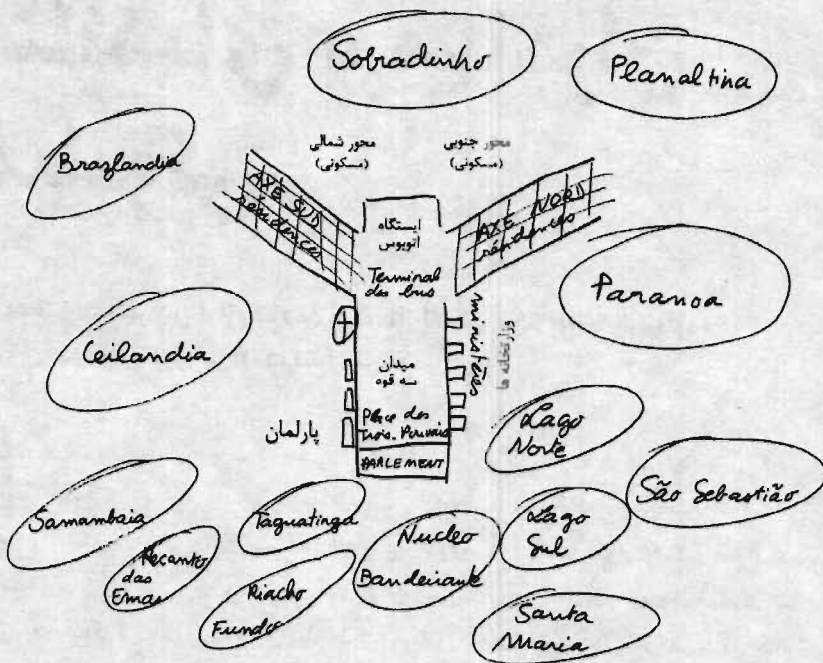 Sobradinho
Planaltina
محور شمالی
(مسکونی)
محور جنوبی
(مسکونی)
Brazlandia
AXE SUD
résidences
AXE NORD
résidences
ایستگاه
اتوبوس
Terminal
des bus
Paranoa
ministères
وزارتخانه ها
Ceilandia
میدان
سه قوه
Place des
Trois-Pouvoirs
پارلمان
PARLEMENT
Lago
Norte
São Sebastião
Samambaia
Taguatinga
Nucleo
Bandeirante
Lago
Sul
Recanto
das
Emas
Riacho
Fundo
Santa
Maria